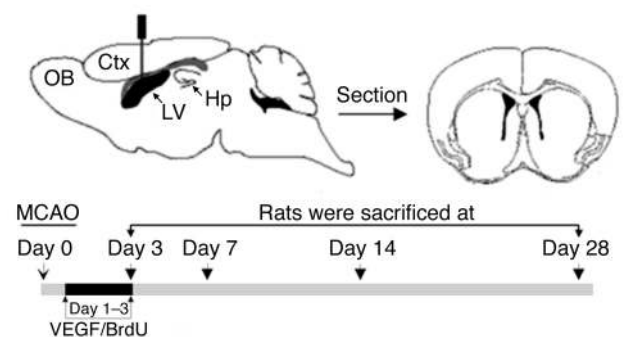 Ctx
OB
LV
Hp
Section
MCAO
Rats were sacrificed at
Day 0
Day 3
Day 7
Day 14
Day 28
Day 1–3
VEGF/BrdU